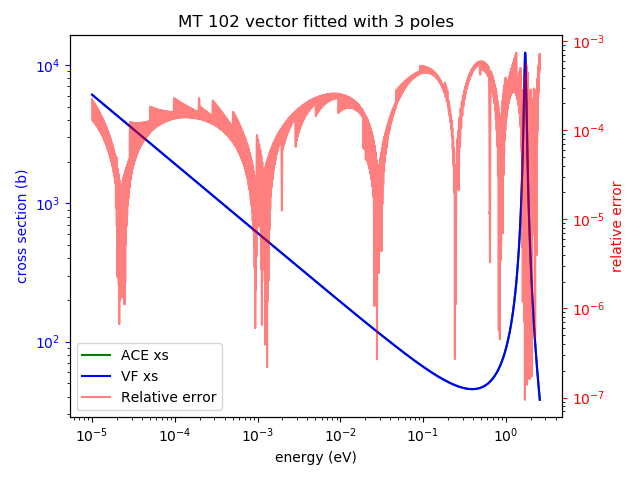 MT 102 vector fitted with 3 poles
10⁴
10³
10²
cross section (b)
10⁻³
10⁻⁴
10⁻⁵
10⁻⁶
10⁻⁷
relative error
ACE xs
VF xs
Relative error
10⁻⁵ 10⁻⁴ 10⁻³ 10⁻² 10⁻¹ 10⁰
energy (eV)